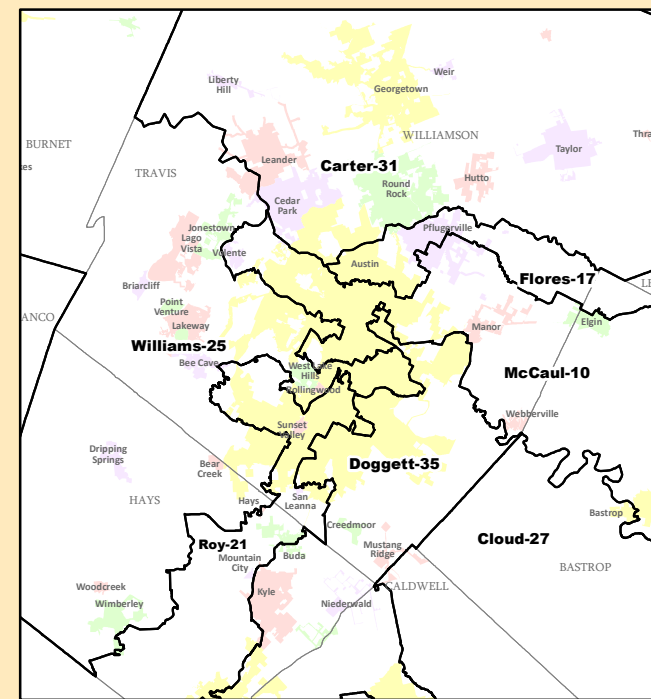 Weir
Liberty
Hill
Georgetown
WILLIAMSON
BURNET
Thra
Taylor
Leander
Carter-31
TRAVIS
Round
Rock
Hutto
Cedar
Park
Jonestown
Lago
Vista
Pflugerville
Volente
Austin
Flores-17
Briarcliff
LE
Point
Venture
ANCO
Lakeway
Manor
Elgin
Williams-25
Bee Cave
West Lake
Hills
McCaul-10
Rollingwood
Webberville
Sunset
Valley
Dripping
Springs
Bear
Creek
Doggett-35
HAYS
Hays
San
Leanna
Bastrop
Creedmoor
Cloud-27
Roy-21
Mustang
Ridge
Buda
Mountain
City
BASTROP
CALDWELL
Woodcreek
Kyle
Wimberley
Niederwald